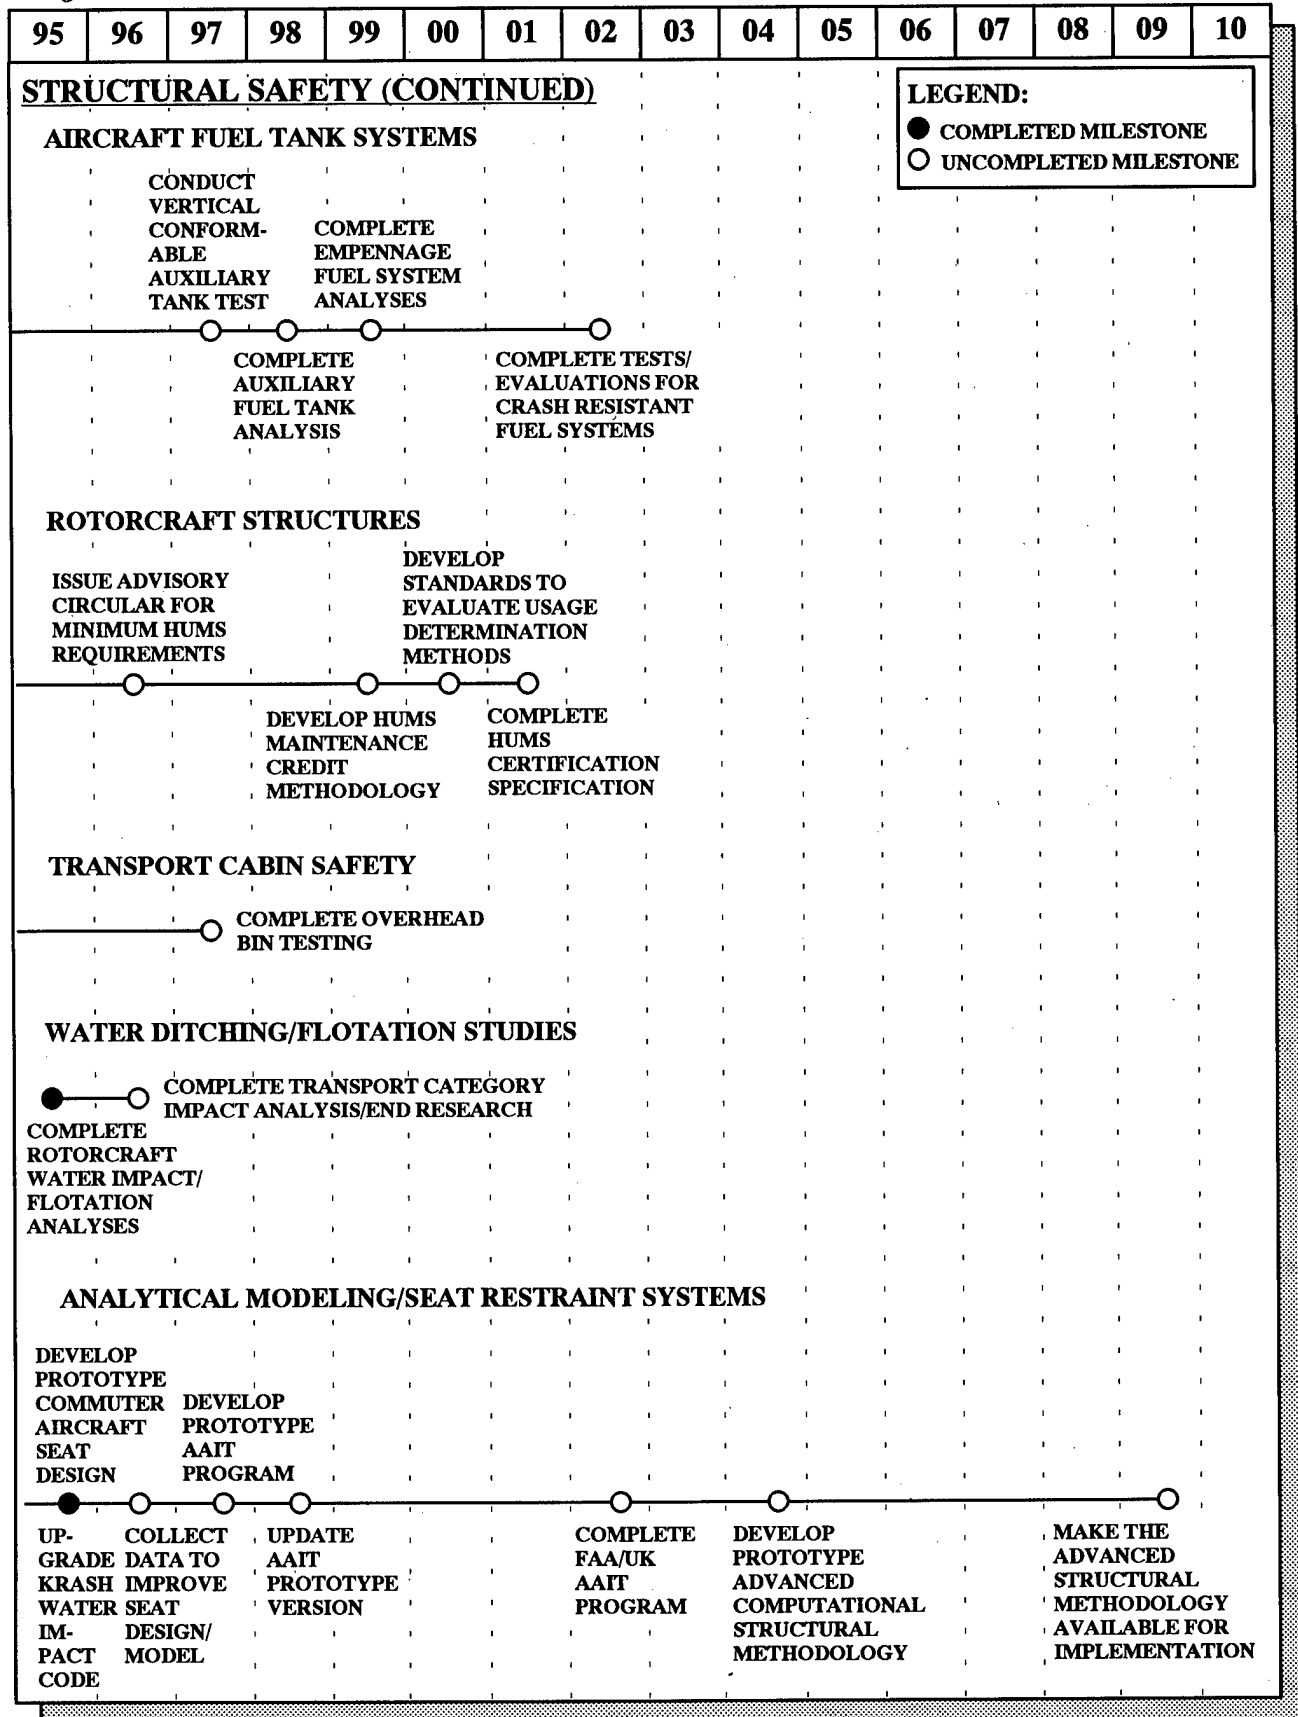 95 96 97 98 99 00 01 02 03 04 05 06 07 08 09 10
STRUCTURAL SAFETY (CONTINUED)
LEGEND:
COMPLETED MILESTONE
UNCOMPLETED MILESTONE
AIRCRAFT FUEL TANK SYSTEMS
CONDUCT
VERTICAL
CONFORM-
ABLE
AUXILIARY
TANK TEST
COMPLETE
EMPENNAGE
FUEL SYSTEM
ANALYSES
COMPLETE
AUXILIARY
FUEL TANK
ANALYSIS
COMPLETE TESTS/
EVALUATIONS FOR
CRASH RESISTANT
FUEL SYSTEMS
ROTORCRAFT STRUCTURES
ISSUE ADVISORY
CIRCULAR FOR
MINIMUM HUMS
REQUIREMENTS
DEVELOP
STANDARDS TO
EVALUATE USAGE
DETERMINATION
METHODS
DEVELOP HUMS
MAINTENANCE
CREDIT
METHODOLOGY
COMPLETE
HUMS
CERTIFICATION
SPECIFICATION
TRANSPORT CABIN SAFETY
COMPLETE OVERHEAD
BIN TESTING
WATER DITCHING/FLOTATION STUDIES
COMPLETE TRANSPORT CATEGORY
IMPACT ANALYSIS/END RESEARCH
COMPLETE
ROTORCRAFT
WATER IMPACT/
FLOTATION
ANALYSES
ANALYTICAL MODELING/SEAT RESTRAINT SYSTEMS
DEVELOP
PROTOTYPE
COMMUTER
AIRCRAFT
SEAT
DESIGN
DEVELOP
PROTOTYPE
AAIT
PROGRAM
UP-
GRADE
KRASH
WATER
IM-
PACT
CODE
COLLECT
DATA TO
IMPROVE
SEAT
DESIGN/
MODEL
UPDATE
AAIT
PROTOTYPE
VERSION
COMPLETE
FAA/UK
AAIT
PROGRAM
DEVELOP
PROTOTYPE
ADVANCED
COMPUTATIONAL
STRUCTURAL
METHODOLOGY
MAKE THE
ADVANCED
STRUCTURAL
METHODOLOGY
AVAILABLE FOR
IMPLEMENTATION